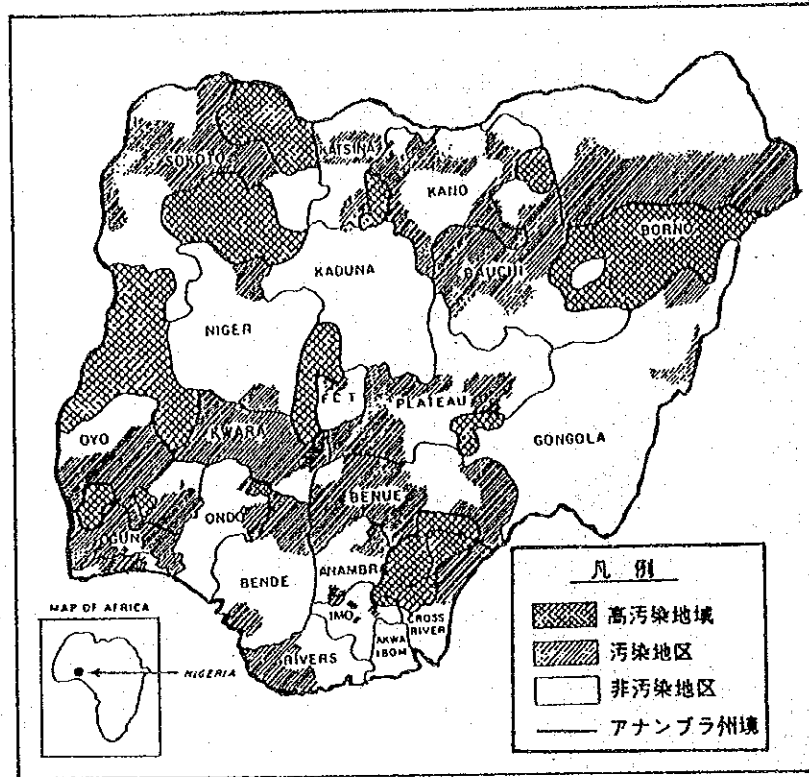 SOKOTO
KATSINA
KANO
BORNO
BAUCHI
KADUNA
NIGER
F C T
PLATEAU
KWARA
OYO
GONGOLA
BENUE
ONDO
OGUN
ANAMBRA
BENDE
IMO
CROSS
RIVER
AKWA
IBOM
RIVERS
MAP OF AFRICA
NIGERIA
凡 例
高汚染地域
汚染地区
非汚染地区
アナンブラ州境